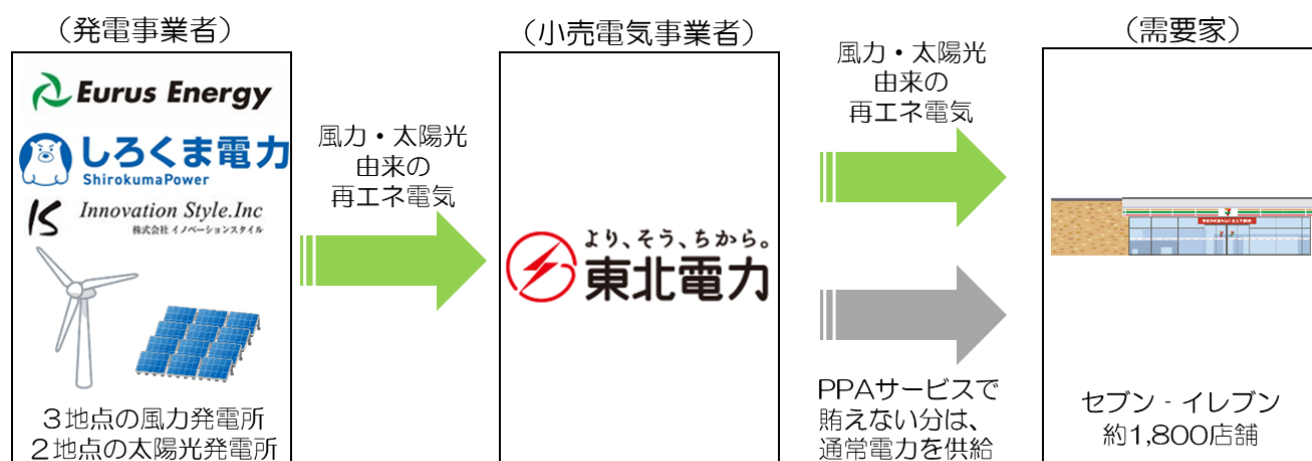 （発電事業者）
Eurus Energy
しろくま電力
ShirokumaPower
Innovation Style.Inc
株式会社 イノベーションスタイル
3地点の風力発電所
2地点の太陽光発電所
風力・太陽光
由来の
再エネ電気
（小売電気事業者）
より、そう、ちから。
東北電力
風力・太陽光
由来の
再エネ電気
PPAサービスで
賄えない分は、
通常電力を供給
（需要家）
セブン‐イレブン
約1,800店舗